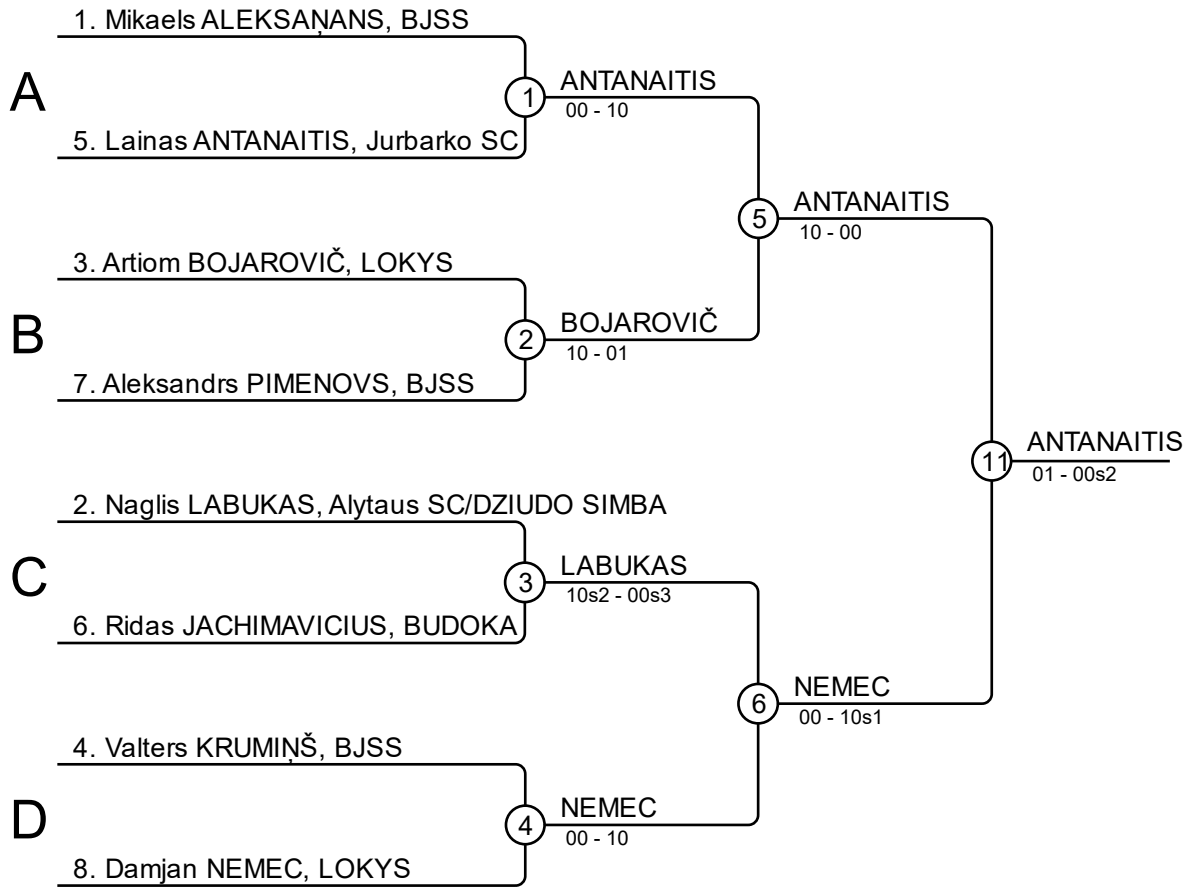 1. Mikaels ALEKSAŅANS, BJSS
A
1
ANTANAITIS
00 - 10
5. Lainas ANTANAITIS, Jurbarko SC
5
ANTANAITIS
10 - 00
3. Artiom BOJAROVIČ, LOKYS
B
2
BOJAROVIČ
10 - 01
7. Aleksandrs PIMENOVS, BJSS
11
ANTANAITIS
01 - 00s2
2. Naglis LABUKAS, Alytaus SC/DZIUDO SIMBA
C
3
LABUKAS
10s2 - 00s3
6. Ridas JACHIMAVICIUS, BUDOKA
6
NEMEC
00 - 10s1
4. Valters KRUMIŅŠ, BJSS
D
4
NEMEC
00 - 10
8. Damjan NEMEC, LOKYS